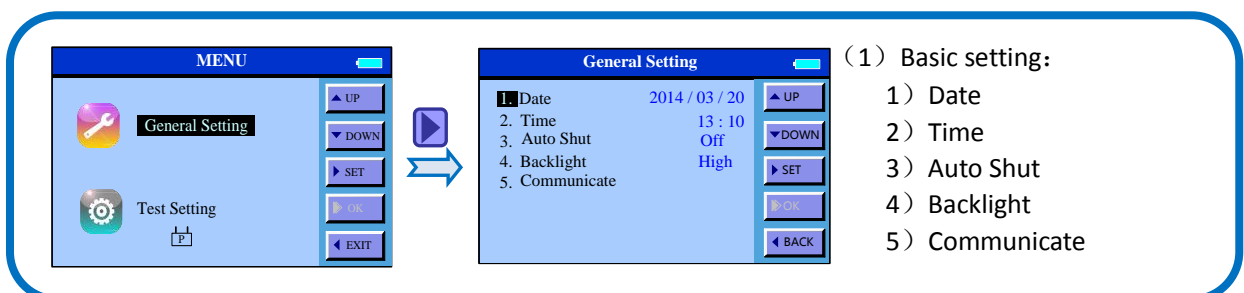 MENU
General Setting
Test Setting
P
UP
DOWN
SET
OK
EXIT
General Setting
1. Date 2014 / 03 / 20
2. Time 13 : 10
3. Auto Shut Off
4. Backlight High
5. Communicate
UP
DOWN
SET
OK
BACK
（1）Basic setting：
1）Date
2）Time
3）Auto Shut
4）Backlight
5）Communicate